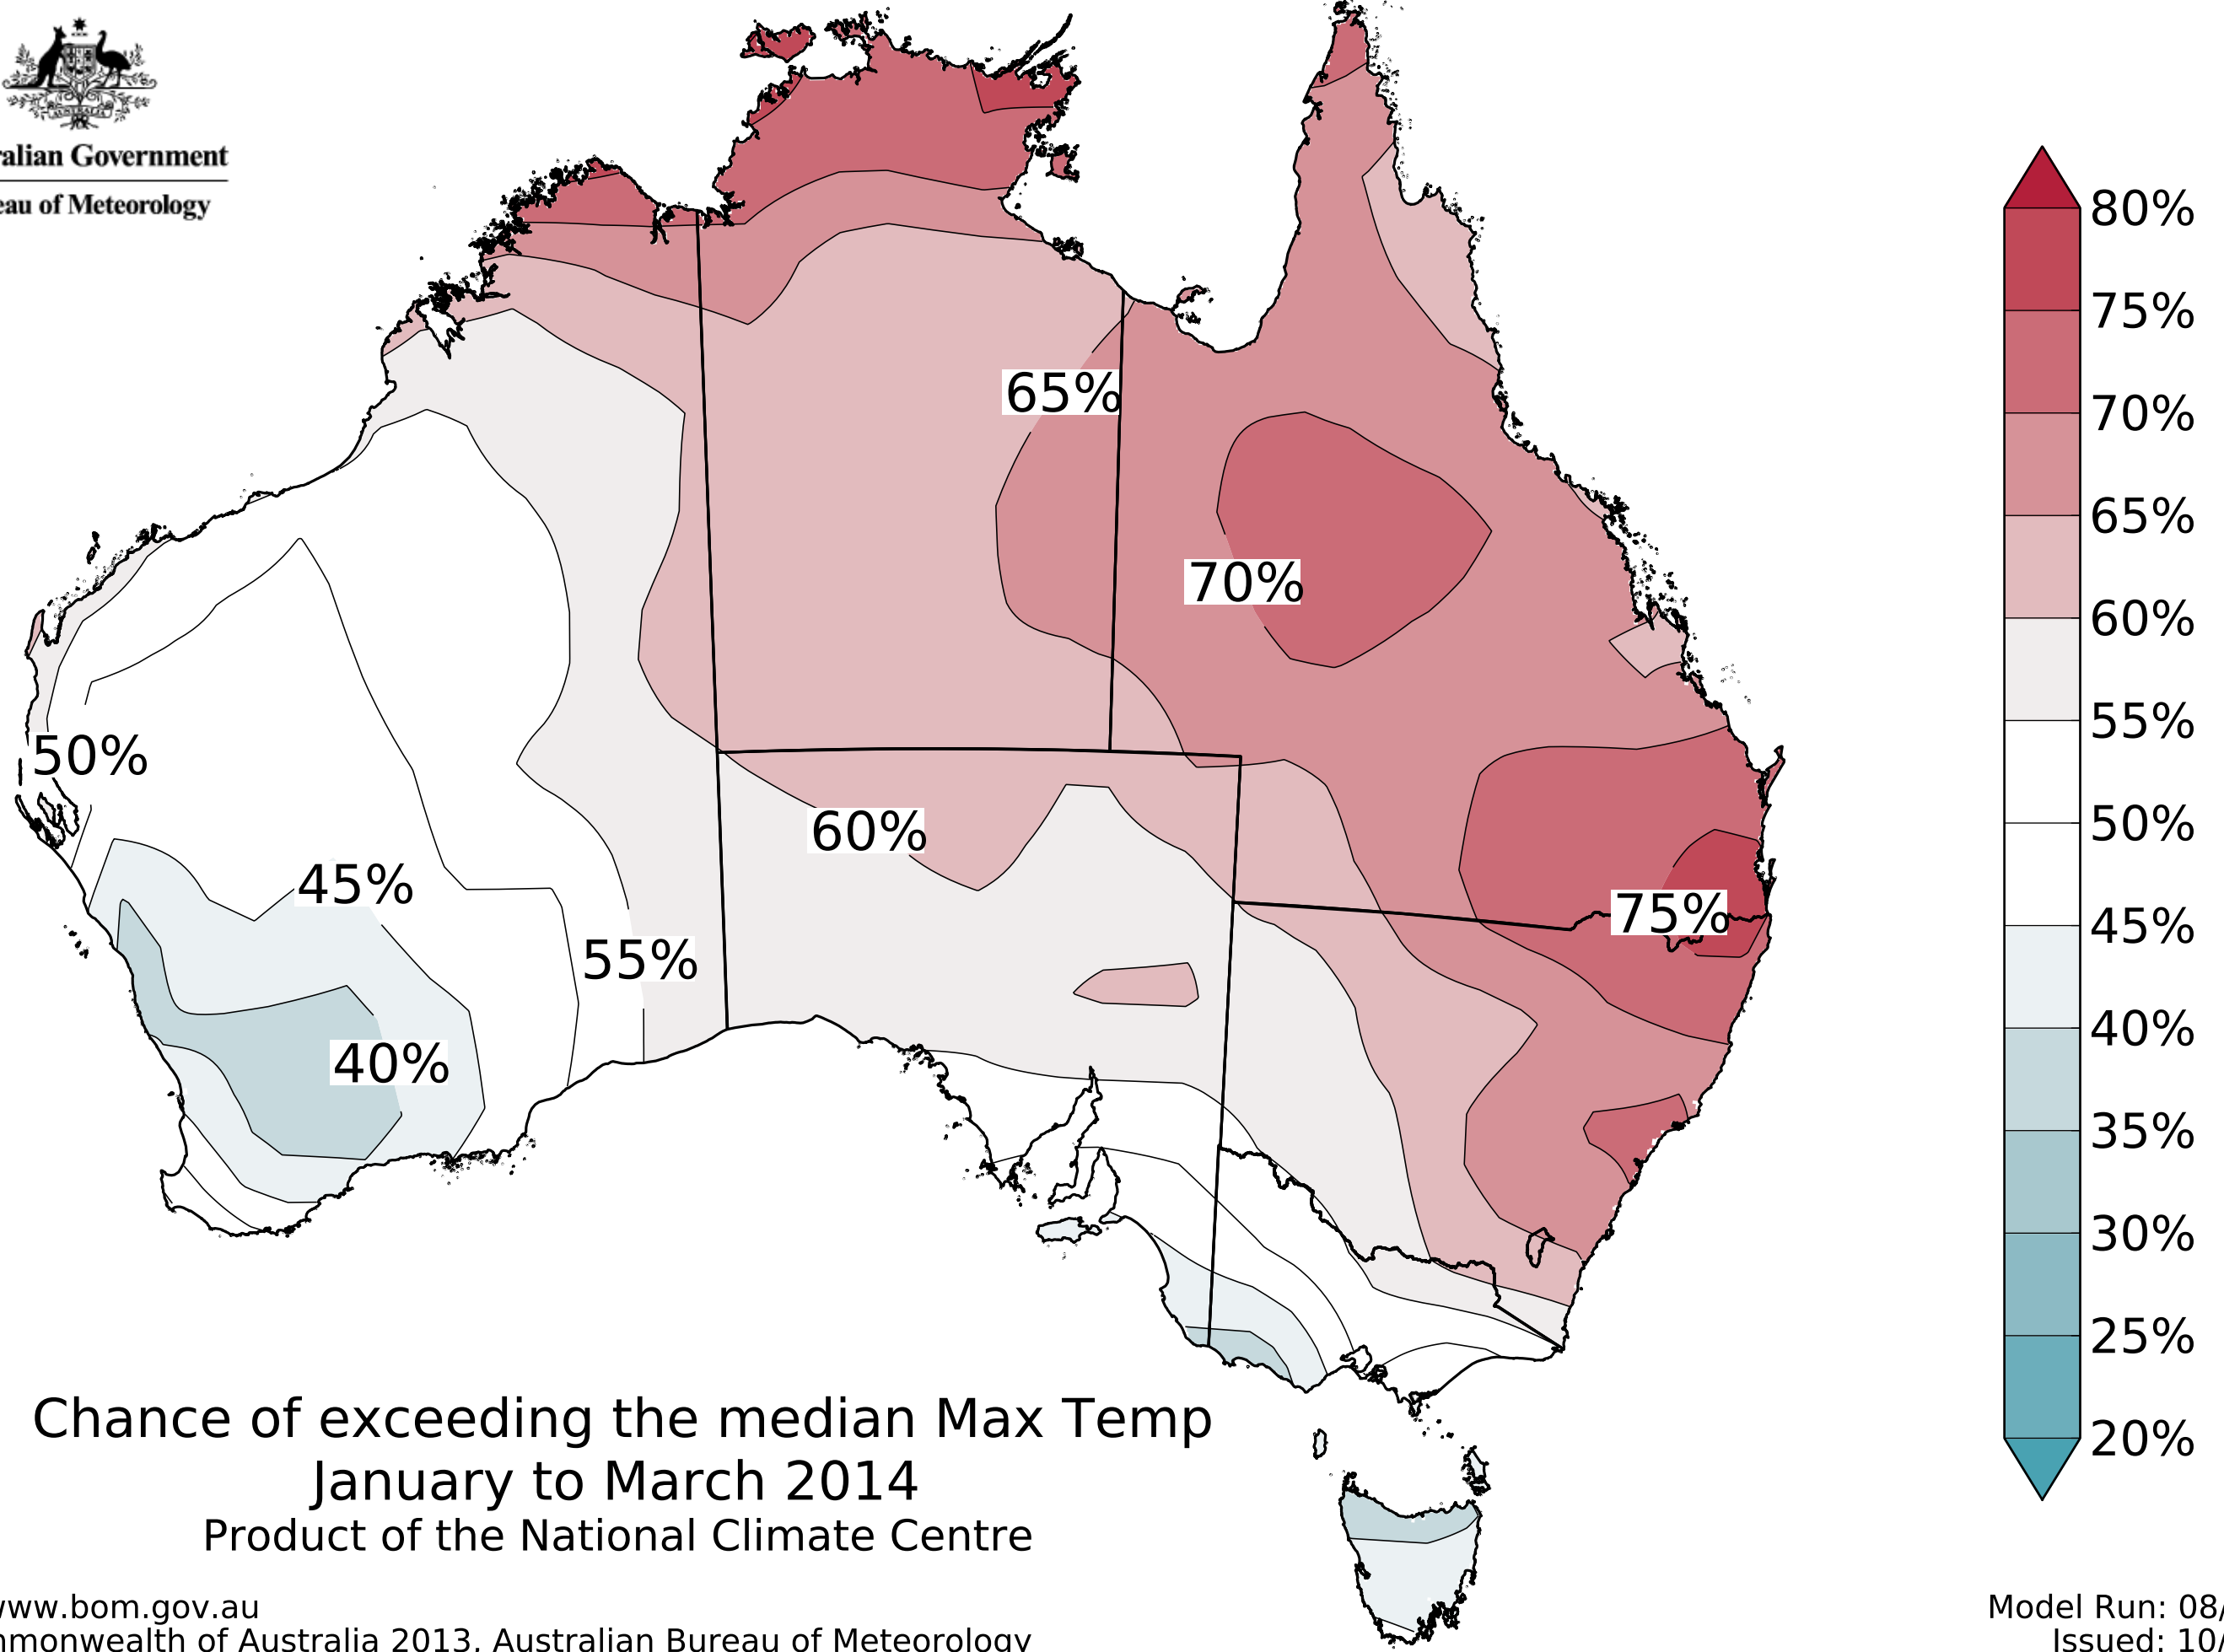 ralian Government
eau of Meteorology
80%
75%
70%
65%
60%
55%
50%
45%
40%
35%
30%
25%
20%
65%
70%
50%
60%
45%
75%
55%
40%
Chance of exceeding the median Max Temp
January to March 2014
Product of the National Climate Centre
www.bom.gov.au
mmonwealth of Australia 2013, Australian Bureau of Meteorology
Model Run: 08/
Issued: 10/